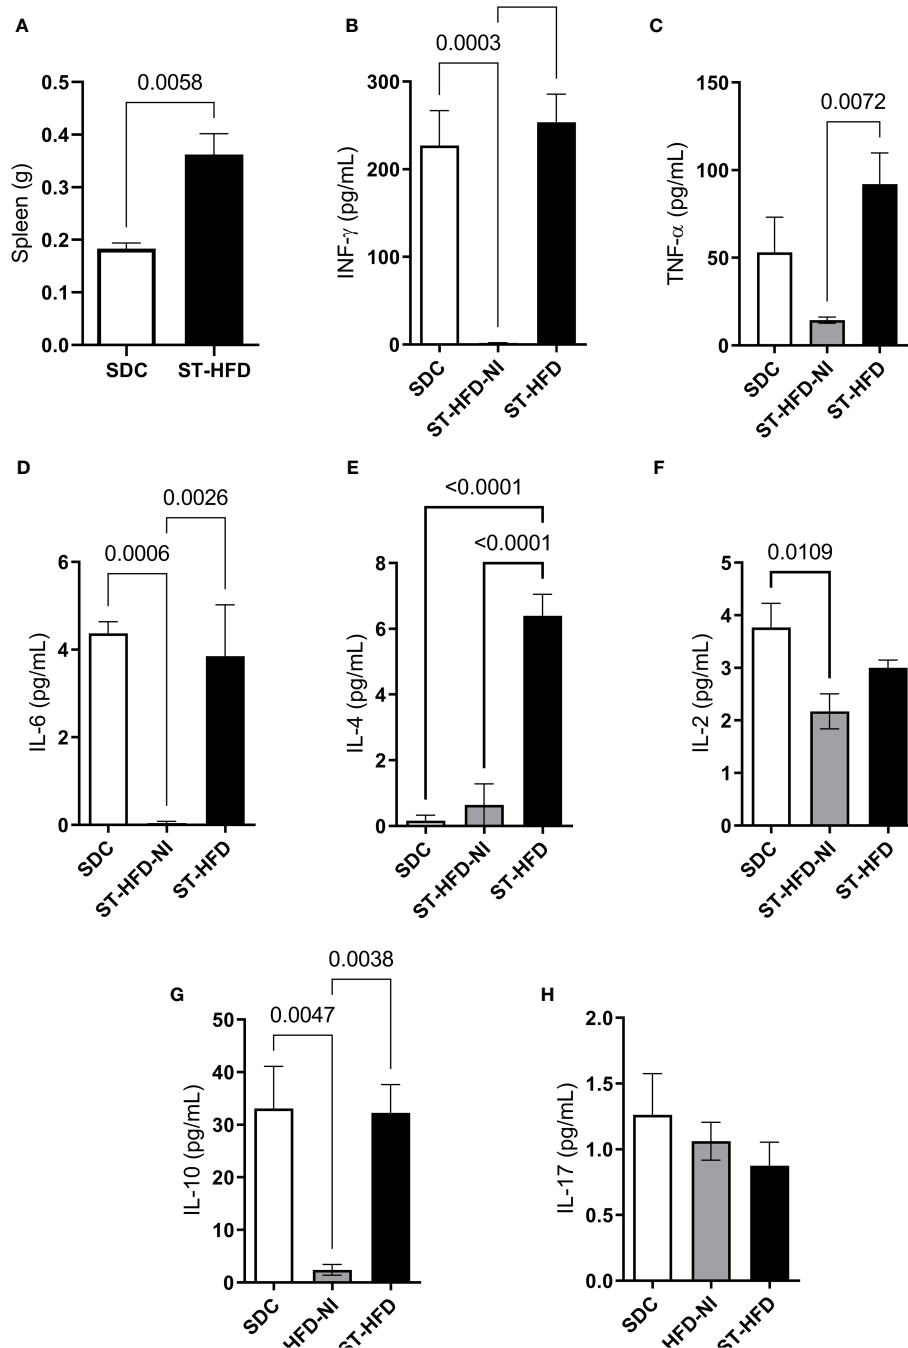 A
B
C
0.0058
0.0003
0.0072
Spleen (g)
0.5
0.4
0.3
0.2
0.1
0.0
SDC
ST-HFD
INF-γ (pg/mL)
300
200
100
0
SDC
ST-HFD-NI
ST-HFD
TNF-α (pg/mL)
150
100
50
0
SDC
ST-HFD-NI
ST-HFD
D
E
F
0.0026
0.0006
IL-6 (pg/mL)
6
4
2
0
SDC
ST-HFD-NI
ST-HFD
<0.0001
<0.0001
IL-4 (pg/mL)
8
6
4
2
0
SDC
ST-HFD-NI
ST-HFD
0.0109
IL-2 (pg/mL)
5
4
3
2
1
0
SDC
ST-HFD-NI
ST-HFD
G
H
0.0038
0.0047
IL-10 (pg/mL)
50
40
30
20
10
0
SDC
HFD-NI
ST-HFD
IL-17 (pg/mL)
2.0
1.5
1.0
0.5
0.0
SDC
HFD-NI
ST-HFD